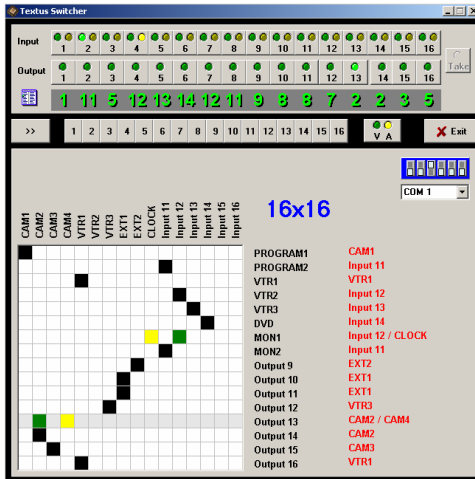 Textus Switcher
Input 1 2 3 4 5 6 7 8 9 10 11 12 13 14 15 16
Output 1 2 3 4 5 6 7 8 9 10 11 12 13 14 15 16 Take
1 11 5 12 13 14 12 11 9 8 8 7 2 2 3 5
>> 1 2 3 4 5 6 7 8 9 10 11 12 13 14 15 16 V A Exit
COM 1
16x16
CAM1 CAM2 CAM3 CAM4 VTR1 VTR2 VTR3 EXT1 EXT2 CLOCK Input 11 Input 12 Input 13 Input 14 Input 15 Input 16
PROGRAM1 CAM1
PROGRAM2 Input 11
VTR1 VTR1
VTR2 Input 12
VTR3 Input 13
DVD Input 14
MON1 Input 12 / CLOCK
MON2 Input 11
Output 9 EXT2
Output 10 EXT1
Output 11 EXT1
Output 12 VTR3
Output 13 CAM2 / CAM4
Output 14 CAM2
Output 15 CAM3
Output 16 VTR1